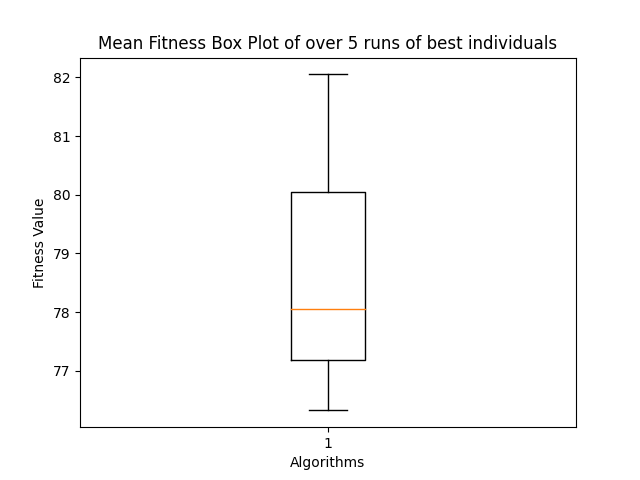 Mean Fitness Box Plot of over 5 runs of best individuals
82
81
80
79
78
77
Fitness Value
1
Algorithms